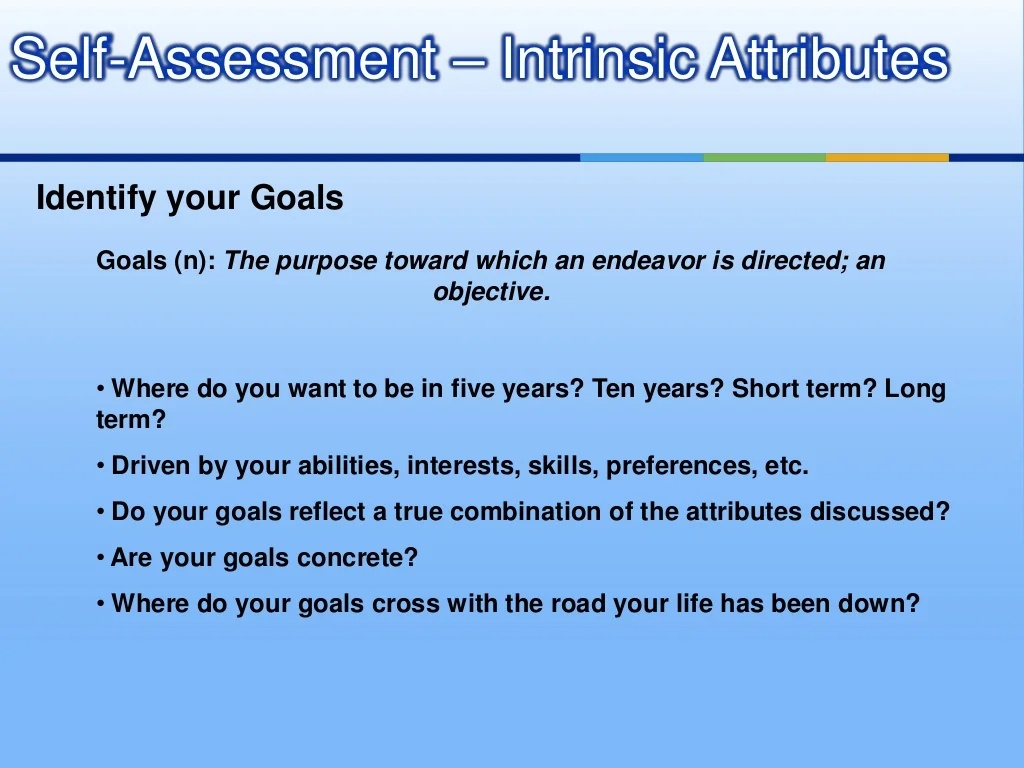 Self-Assessment – Intrinsic Attributes
Identify your Goals
Goals (n): The purpose toward which an endeavor is directed; an
objective.
• Where do you want to be in five years? Ten years? Short term? Long
term?
• Driven by your abilities, interests, skills, preferences, etc.
• Do your goals reflect a true combination of the attributes discussed?
• Are your goals concrete?
• Where do your goals cross with the road your life has been down?